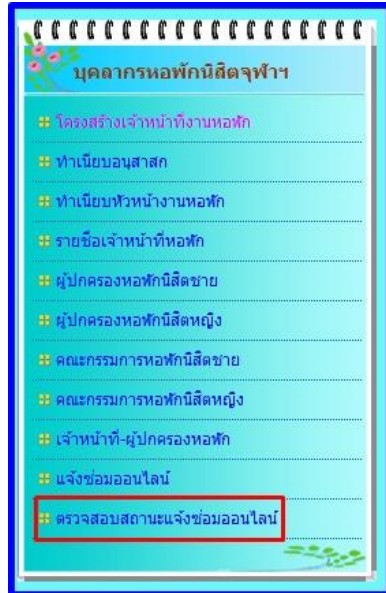 บุคลากรหอพักนิสิตจุฬาฯ
โครงสร้างเจ้าหน้าที่งานหอพัก
ทำเนียบอนุสาสก
ทำเนียบหัวหน้างานหอพัก
รายชื่อเจ้าหน้าที่หอพัก
ผู้ปกครองหอพักนิสิตชาย
ผู้ปกครองหอพักนิสิตหญิง
คณะกรรมการหอพักนิสิตชาย
คณะกรรมการหอพักนิสิตหญิง
เจ้าหน้าที่-ผู้ปกครองหอพัก
แจ้งซ่อมออนไลน์
ตรวจสอบสถานะแจ้งซ่อมออนไลน์